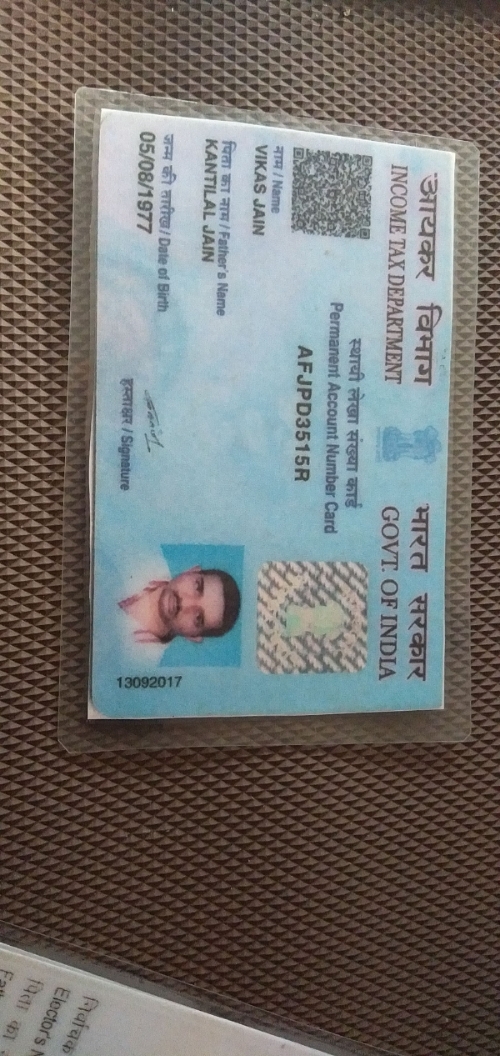 आयकर विभाग
INCOME TAX DEPARTMENT
भारत सरकार
GOVT. OF INDIA
स्थायी लेखा संख्या कार्ड
Permanent Account Number Card
AFJPD3515R
नाम / Name
VIKAS JAIN
पिता का नाम / Father's Name
KANTILAL JAIN
जन्म की तारीख / Date of Birth
05/08/1977
हस्ताक्षर / Signature
13092017
निर्वाचक
Elector's
पिता का